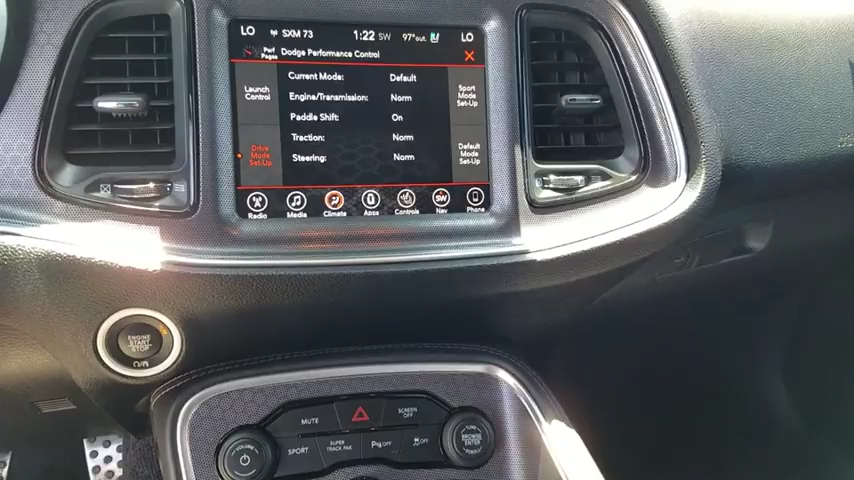 LO SXM 73 1:22 SW 97°out LO
Perf Pages Dodge Performance Control X
Launch Control
Drive Mode Set-Up
Current Mode: Default
Engine/Transmission: Norm
Paddle Shift: On
Traction: Norm
Steering: Norm
Sport Mode Set-Up
Default Mode Set-Up
Radio Media Climate Apps Controls Nav Phone
SW
ENGINE
START
STOP
MUTE
SCREEN OFF
VOLUME
SPORT
SUPER TRACK PAK
P OFF
OFF
TUNE
BROWSE
ENTER